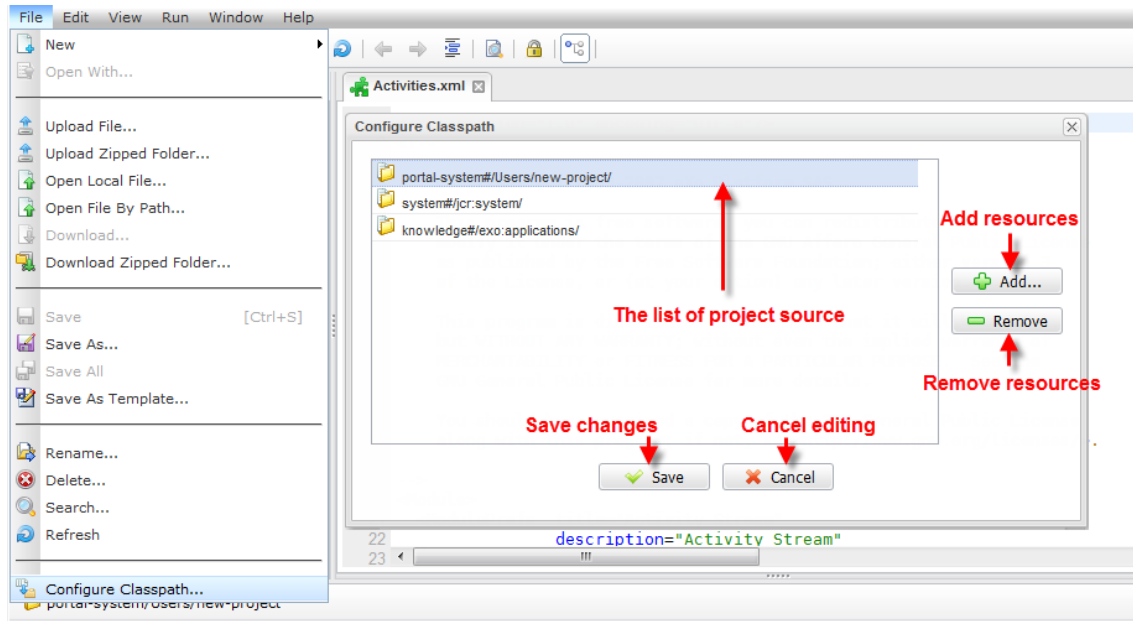 File Edit View Run Window Help
New
Open With...
Upload File...
Upload Zipped Folder...
Open Local File...
Open File By Path...
Download...
Download Zipped Folder...
Save [Ctrl+S]
Save As...
Save All
Save As Template...
Rename...
Delete...
Search...
Refresh
Configure Classpath...
portal-system/Users/new-project
Activities.xml
Configure Classpath
portal-system#/Users/new-project/
system#/jcr:system/
knowledge#/exo:applications/
The list of project source
Add resources
Add...
Remove
Remove resources
Save changes
Cancel editing
Save
Cancel
22 description="Activity Stream"
23